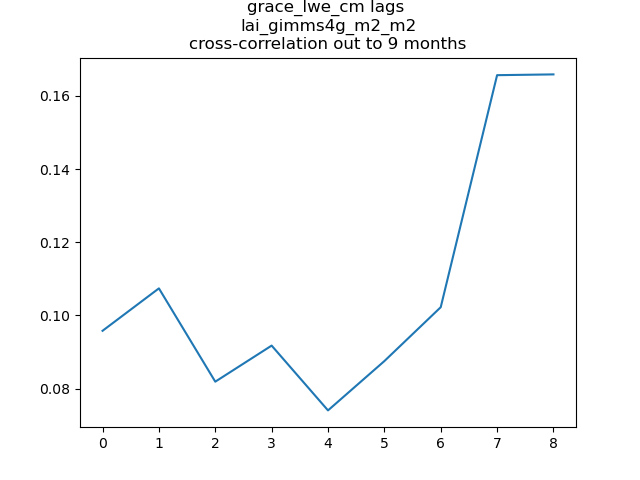 grace_lwe_cm lags
lai_gimms4g_m2_m2
cross-correlation out to 9 months
0.16
0.14
0.12
0.10
0.08
0 1 2 3 4 5 6 7 8